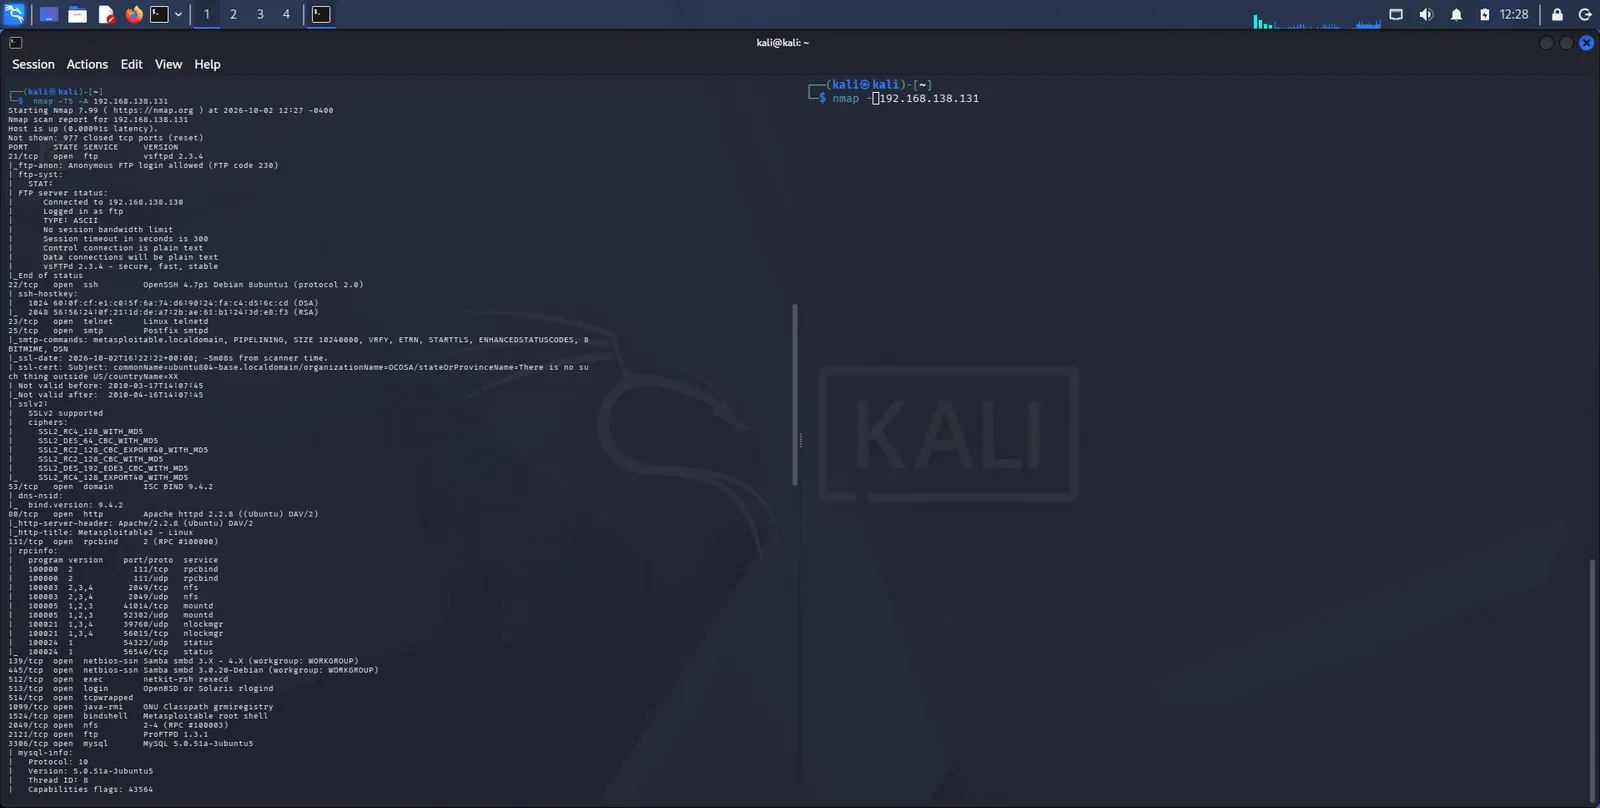 1 2 3 4
12:28
kali@kali: ~
Session Actions Edit View Help
┌──(kali㉿kali)-[~]
└─$ nmap -T5 -A 192.168.138.131
Starting Nmap 7.99 ( https://nmap.org ) at 2026-10-02 12:27 -0400
Nmap scan report for 192.168.138.131
Host is up (0.00091s latency).
Not shown: 977 closed tcp ports (reset)
PORT     STATE SERVICE     VERSION
21/tcp   open  ftp         vsftpd 2.3.4
|_ftp-anon: Anonymous FTP login allowed (FTP code 230)
| ftp-syst:
|   STAT:
| FTP server status:
|      Connected to 192.168.138.130
|      Logged in as ftp
|      TYPE: ASCII
|      No session bandwidth limit
|      Session timeout in seconds is 300
|      Control connection is plain text
|      Data connections will be plain text
|      vsFTPd 2.3.4 - secure, fast, stable
|_End of status
22/tcp   open  ssh         OpenSSH 4.7p1 Debian 8ubuntu1 (protocol 2.0)
| ssh-hostkey:
|   1024 60:0f:cf:e1:c0:5f:6a:74:d6:90:24:fa:c4:d5:6c:cd (DSA)
|_  2048 56:56:24:0f:21:1d:de:a7:2b:ae:61:b1:24:3d:e8:f3 (RSA)
23/tcp   open  telnet      Linux telnetd
25/tcp   open  smtp        Postfix smtpd
|_smtp-commands: metasploitable.localdomain, PIPELINING, SIZE 10240000, VRFY, ETRN, STARTTLS, ENHANCEDSTATUSCODES, 8
BITMIME, DSN
|_ssl-date: 2026-10-02T16:22:22+00:00; -5m08s from scanner time.
| ssl-cert: Subject: commonName=ubuntu804-base.localdomain/organizationName=OCOSA/stateOrProvinceName=There is no su
ch thing outside US/countryName=XX
| Not valid before: 2010-03-17T14:07:45
|_Not valid after:  2010-04-16T14:07:45
| sslv2:
|   SSLv2 supported
|   ciphers:
|     SSL2_RC4_128_WITH_MD5
|     SSL2_DES_64_CBC_WITH_MD5
|     SSL2_RC2_128_CBC_EXPORT40_WITH_MD5
|     SSL2_RC2_128_CBC_WITH_MD5
|     SSL2_DES_192_EDE3_CBC_WITH_MD5
|_    SSL2_RC4_128_EXPORT40_WITH_MD5
53/tcp   open  domain      ISC BIND 9.4.2
| dns-nsid:
|_  bind.version: 9.4.2
80/tcp   open  http        Apache httpd 2.2.8 ((Ubuntu) DAV/2)
|_http-server-header: Apache/2.2.8 (Ubuntu) DAV/2
|_http-title: Metasploitable2 - Linux
111/tcp  open  rpcbind     2 (RPC #100000)
| rpcinfo:
|   program version    port/proto  service
|   100000  2            111/tcp   rpcbind
|   100000  2            111/udp   rpcbind
|   100003  2,3,4       2049/tcp   nfs
|   100003  2,3,4       2049/udp   nfs
|   100005  1,2,3      41014/tcp   mountd
|   100005  1,2,3      52302/udp   mountd
|   100021  1,3,4      39760/udp   nlockmgr
|   100021  1,3,4      56015/tcp   nlockmgr
|   100024  1          54323/udp   status
|_  100024  1          56546/tcp   status
139/tcp  open  netbios-ssn Samba smbd 3.X - 4.X (workgroup: WORKGROUP)
445/tcp  open  netbios-ssn Samba smbd 3.0.20-Debian (workgroup: WORKGROUP)
512/tcp  open  exec        netkit-rsh rexecd
513/tcp  open  login       OpenBSD or Solaris rlogind
514/tcp  open  tcpwrapped
1099/tcp open  java-rmi    GNU Classpath grmiregistry
1524/tcp open  bindshell   Metasploitable root shell
2049/tcp open  nfs         2-4 (RPC #100003)
2121/tcp open  ftp         ProFTPD 1.3.1
3306/tcp open  mysql       MySQL 5.0.51a-3ubuntu5
| mysql-info:
|   Protocol: 10
|   Version: 5.0.51a-3ubuntu5
|   Thread ID: 8
|   Capabilities flags: 43564
┌──(kali㉿kali)-[~]
└─$ nmap - 192.168.138.131
KALI